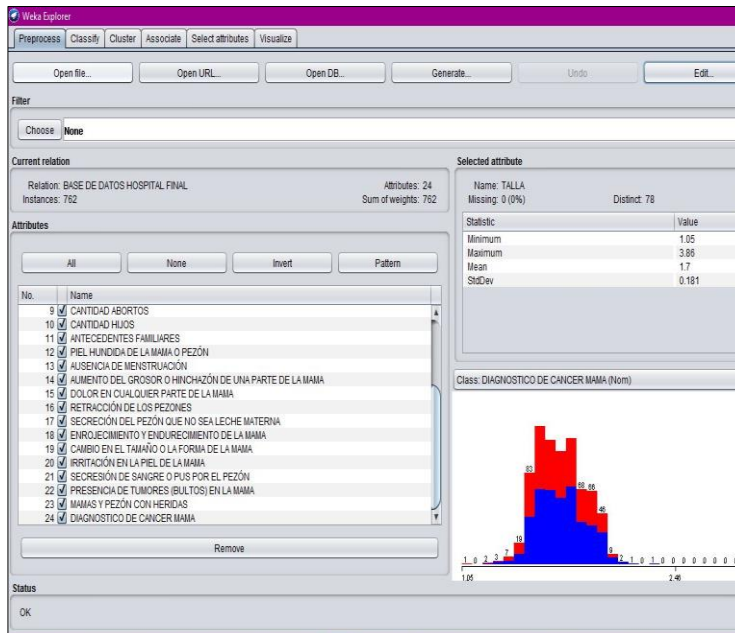 Weka Explorer
Preprocess Classify Cluster Associate Select attributes Visualize
Open file... Open URL... Open DB... Generate... Undo Edit...
Filter
Choose None
Current relation
Relation: BASE DE DATOS HOSPITAL FINAL Attributes: 24
Instances: 762 Sum of weights: 762
Attributes
All None Invert Pattern
No. Name
9 CANTIDAD ABORTOS
10 CANTIDAD HIJOS
11 ANTECEDENTES FAMILIARES
12 PIEL HUNDIDA DE LA MAMA O PEZÓN
13 AUSENCIA DE MENSTRUACIÓN
14 AUMENTO DEL GROSOR O HINCHAZÓN DE UNA PARTE DE LA MAMA
15 DOLOR EN CUALQUIER PARTE DE LA MAMA
16 RETRACCIÓN DE LOS PEZONES
17 SECRECIÓN DEL PEZÓN QUE NO SEA LECHE MATERNA
18 ENROJECIMIENTO Y ENDURECIMIENTO DE LA MAMA
19 CAMBIO EN EL TAMAÑO O LA FORMA DE LA MAMA
20 IRRITACIÓN EN LA PIEL DE LA MAMA
21 SECRESIÓN DE SANGRE O PUS POR EL PEZÓN
22 PRESENCIA DE TUMORES (BULTOS) EN LA MAMA
23 MAMAS Y PEZÓN CON HERIDAS
24 DIAGNOSTICO DE CANCER MAMA
Remove
Selected attribute
Name: TALLA
Missing: 0 (0%) Distinct: 78
Statistic Value
Minimum 1.05
Maximum 3.86
Mean 1.7
StdDev 0.181
Class: DIAGNOSTICO DE CANCER MAMA (Nom)
83
68 66
46
19
1 0 2 3 7 9 2 1 0 1 0 0 0 0 0 0 0 0 0
1.05 2.46
Status
OK